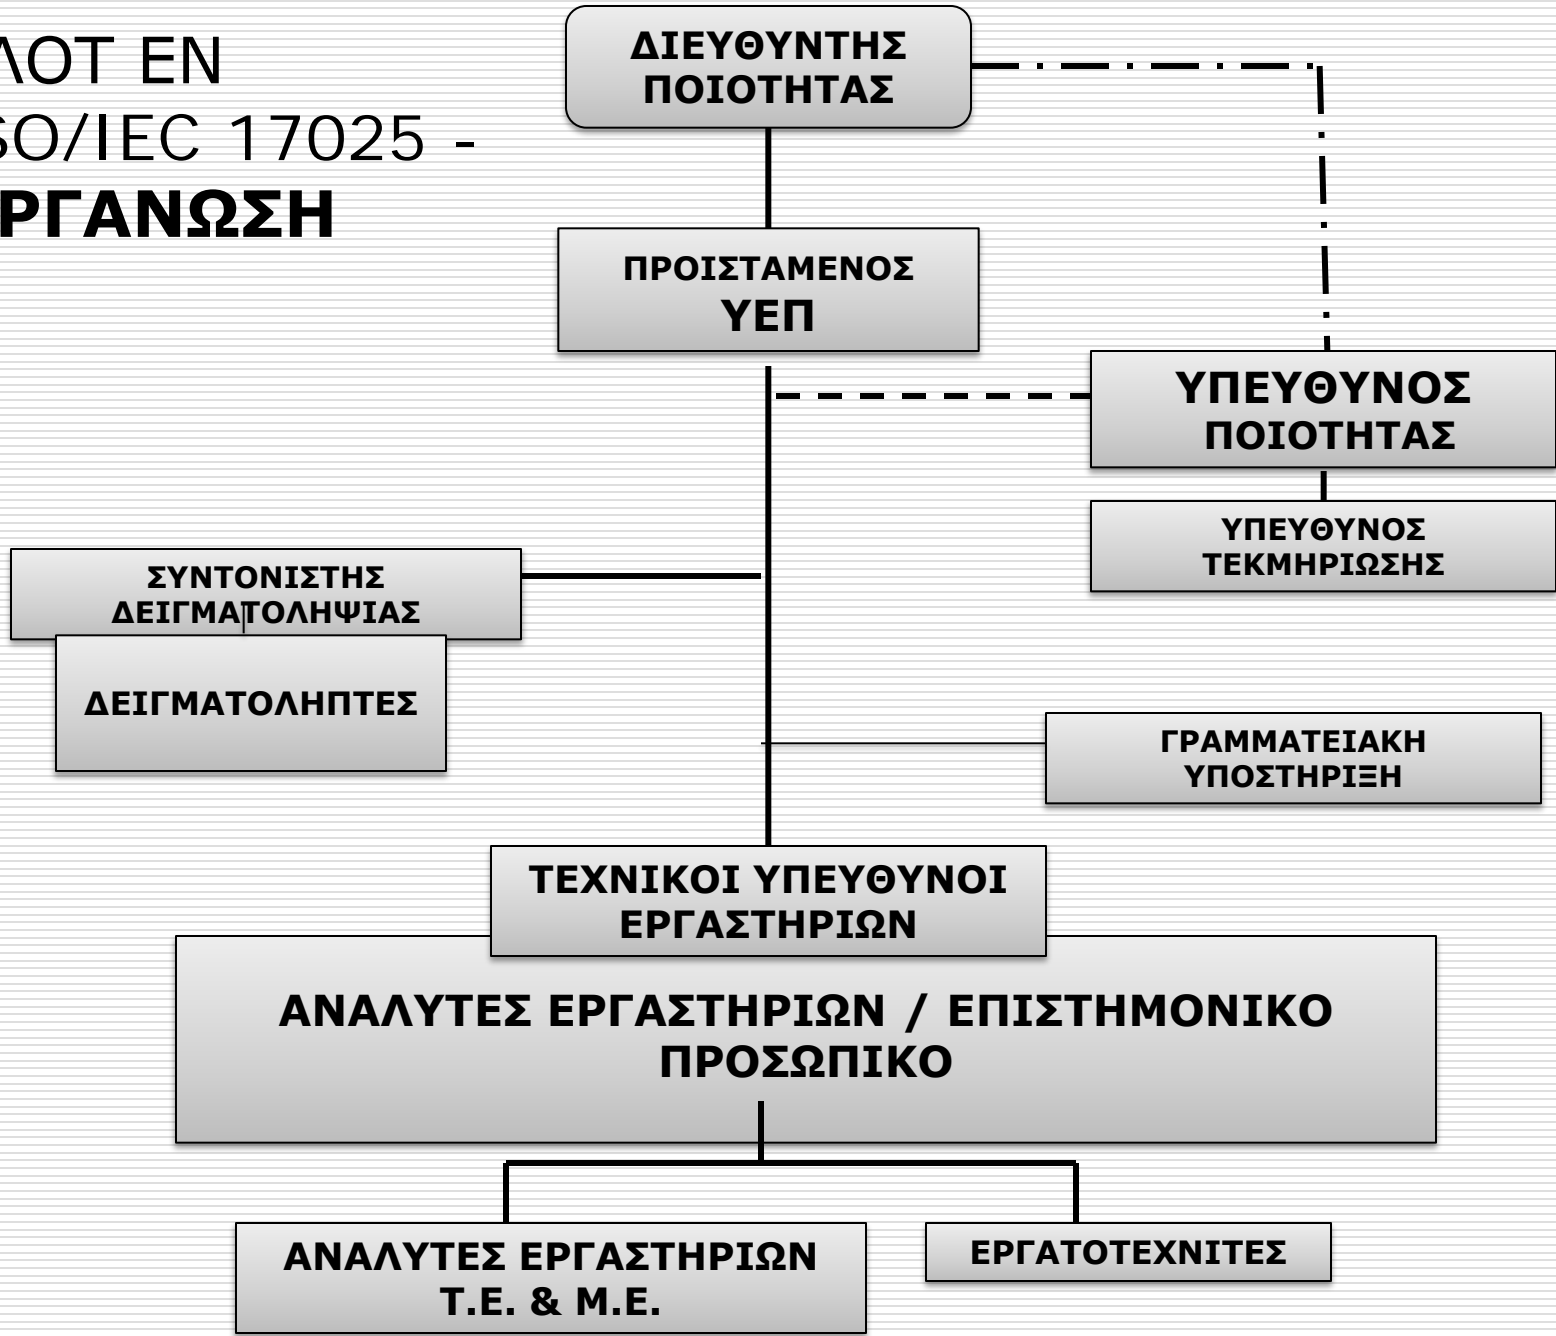 ΛΟΤ EN
SO/IEC 17025 -
ΡΓΑΝΩΣΗ
ΔΙΕΥΘΥΝΤΗΣ
ΠΟΙΟΤΗΤΑΣ
ΠΡΟΙΣΤΑΜΕΝΟΣ
ΥΕΠ
ΥΠΕΥΘΥΝΟΣ
ΠΟΙΟΤΗΤΑΣ
ΥΠΕΥΘΥΝΟΣ
ΤΕΚΜΗΡΙΩΣΗΣ
ΣΥΝΤΟΝΙΣΤΗΣ
ΔΕΙΓΜΑΤΟΛΗΨΙΑΣ
ΔΕΙΓΜΑΤΟΛΗΠΤΕΣ
ΓΡΑΜΜΑΤΕΙΑΚΗ
ΥΠΟΣΤΗΡΙΞΗ
ΤΕΧΝΙΚΟΙ ΥΠΕΥΘΥΝΟΙ
ΕΡΓΑΣΤΗΡΙΩΝ
ΑΝΑΛΥΤΕΣ ΕΡΓΑΣΤΗΡΙΩΝ / ΕΠΙΣΤΗΜΟΝΙΚΟ
ΠΡΟΣΩΠΙΚΟ
ΑΝΑΛΥΤΕΣ ΕΡΓΑΣΤΗΡΙΩΝ
Τ.Ε. & Μ.Ε.
ΕΡΓΑΤΟΤΕΧΝΙΤΕΣ